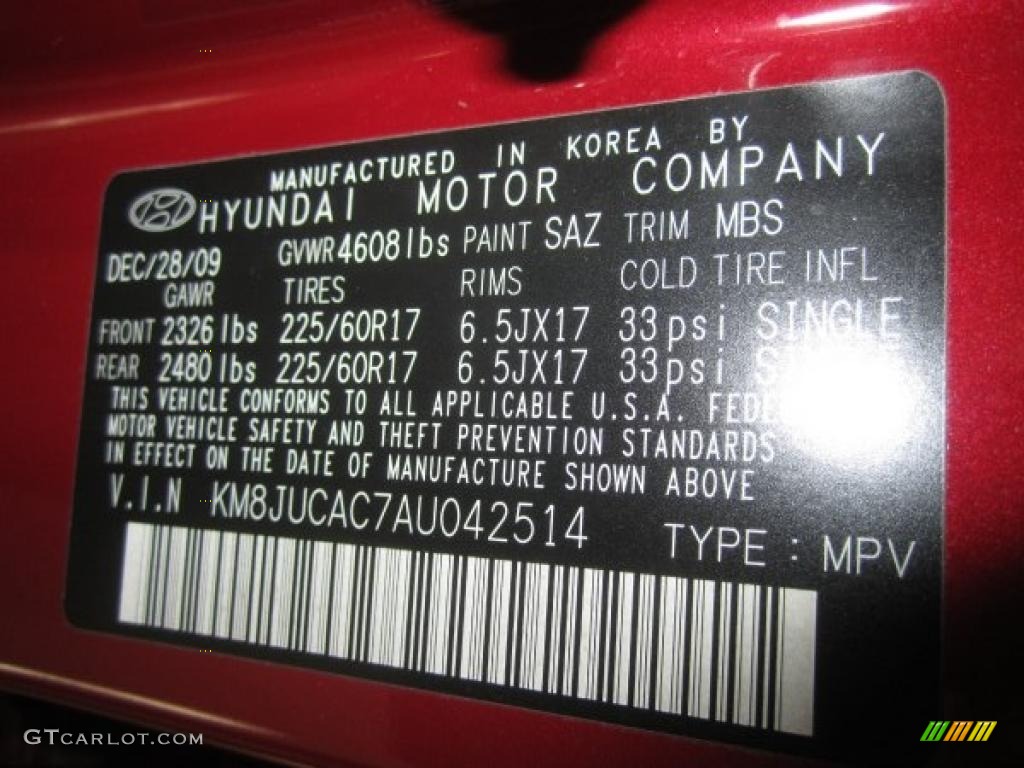 MANUFACTURED IN KOREA BY
HYUNDAI MOTOR COMPANY
DEC/28/09 GVWR 4608lbs PAINT SAZ TRIM MBS
GAWR TIRES RIMS COLD TIRE INFL
FRONT 2326 lbs 225/60R17 6.5JX17 33psi SINGLE
REAR 2480 lbs 225/60R17 6.5JX17 33psi
THIS VEHICLE CONFORMS TO ALL APPLICABLE U.S.A.
MOTOR VEHICLE SAFETY AND THEFT PREVENTION STANDARDS
IN EFFECT ON THE DATE OF MANUFACTURE SHOWN ABOVE
V.I.N KM8JUCAC7AU042514 TYPE : MPV
GTCARLOT.COM